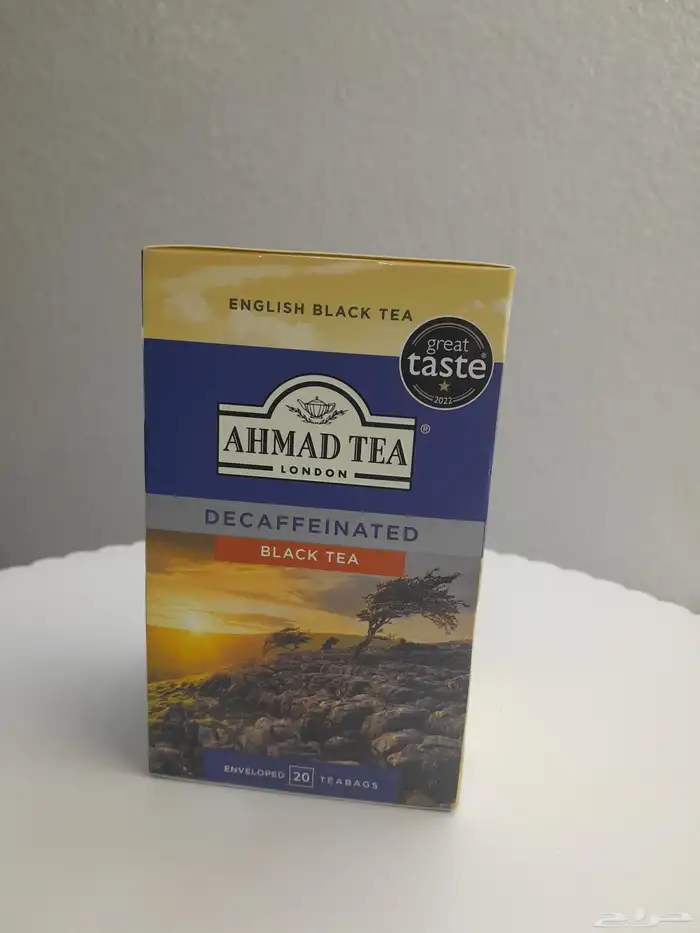 ENGLISH BLACK TEA
great
taste
2022
AHMAD TEA ®
LONDON
DECAFFEINATED
BLACK TEA
ENVELOPED 20 TEABAGS
حراج